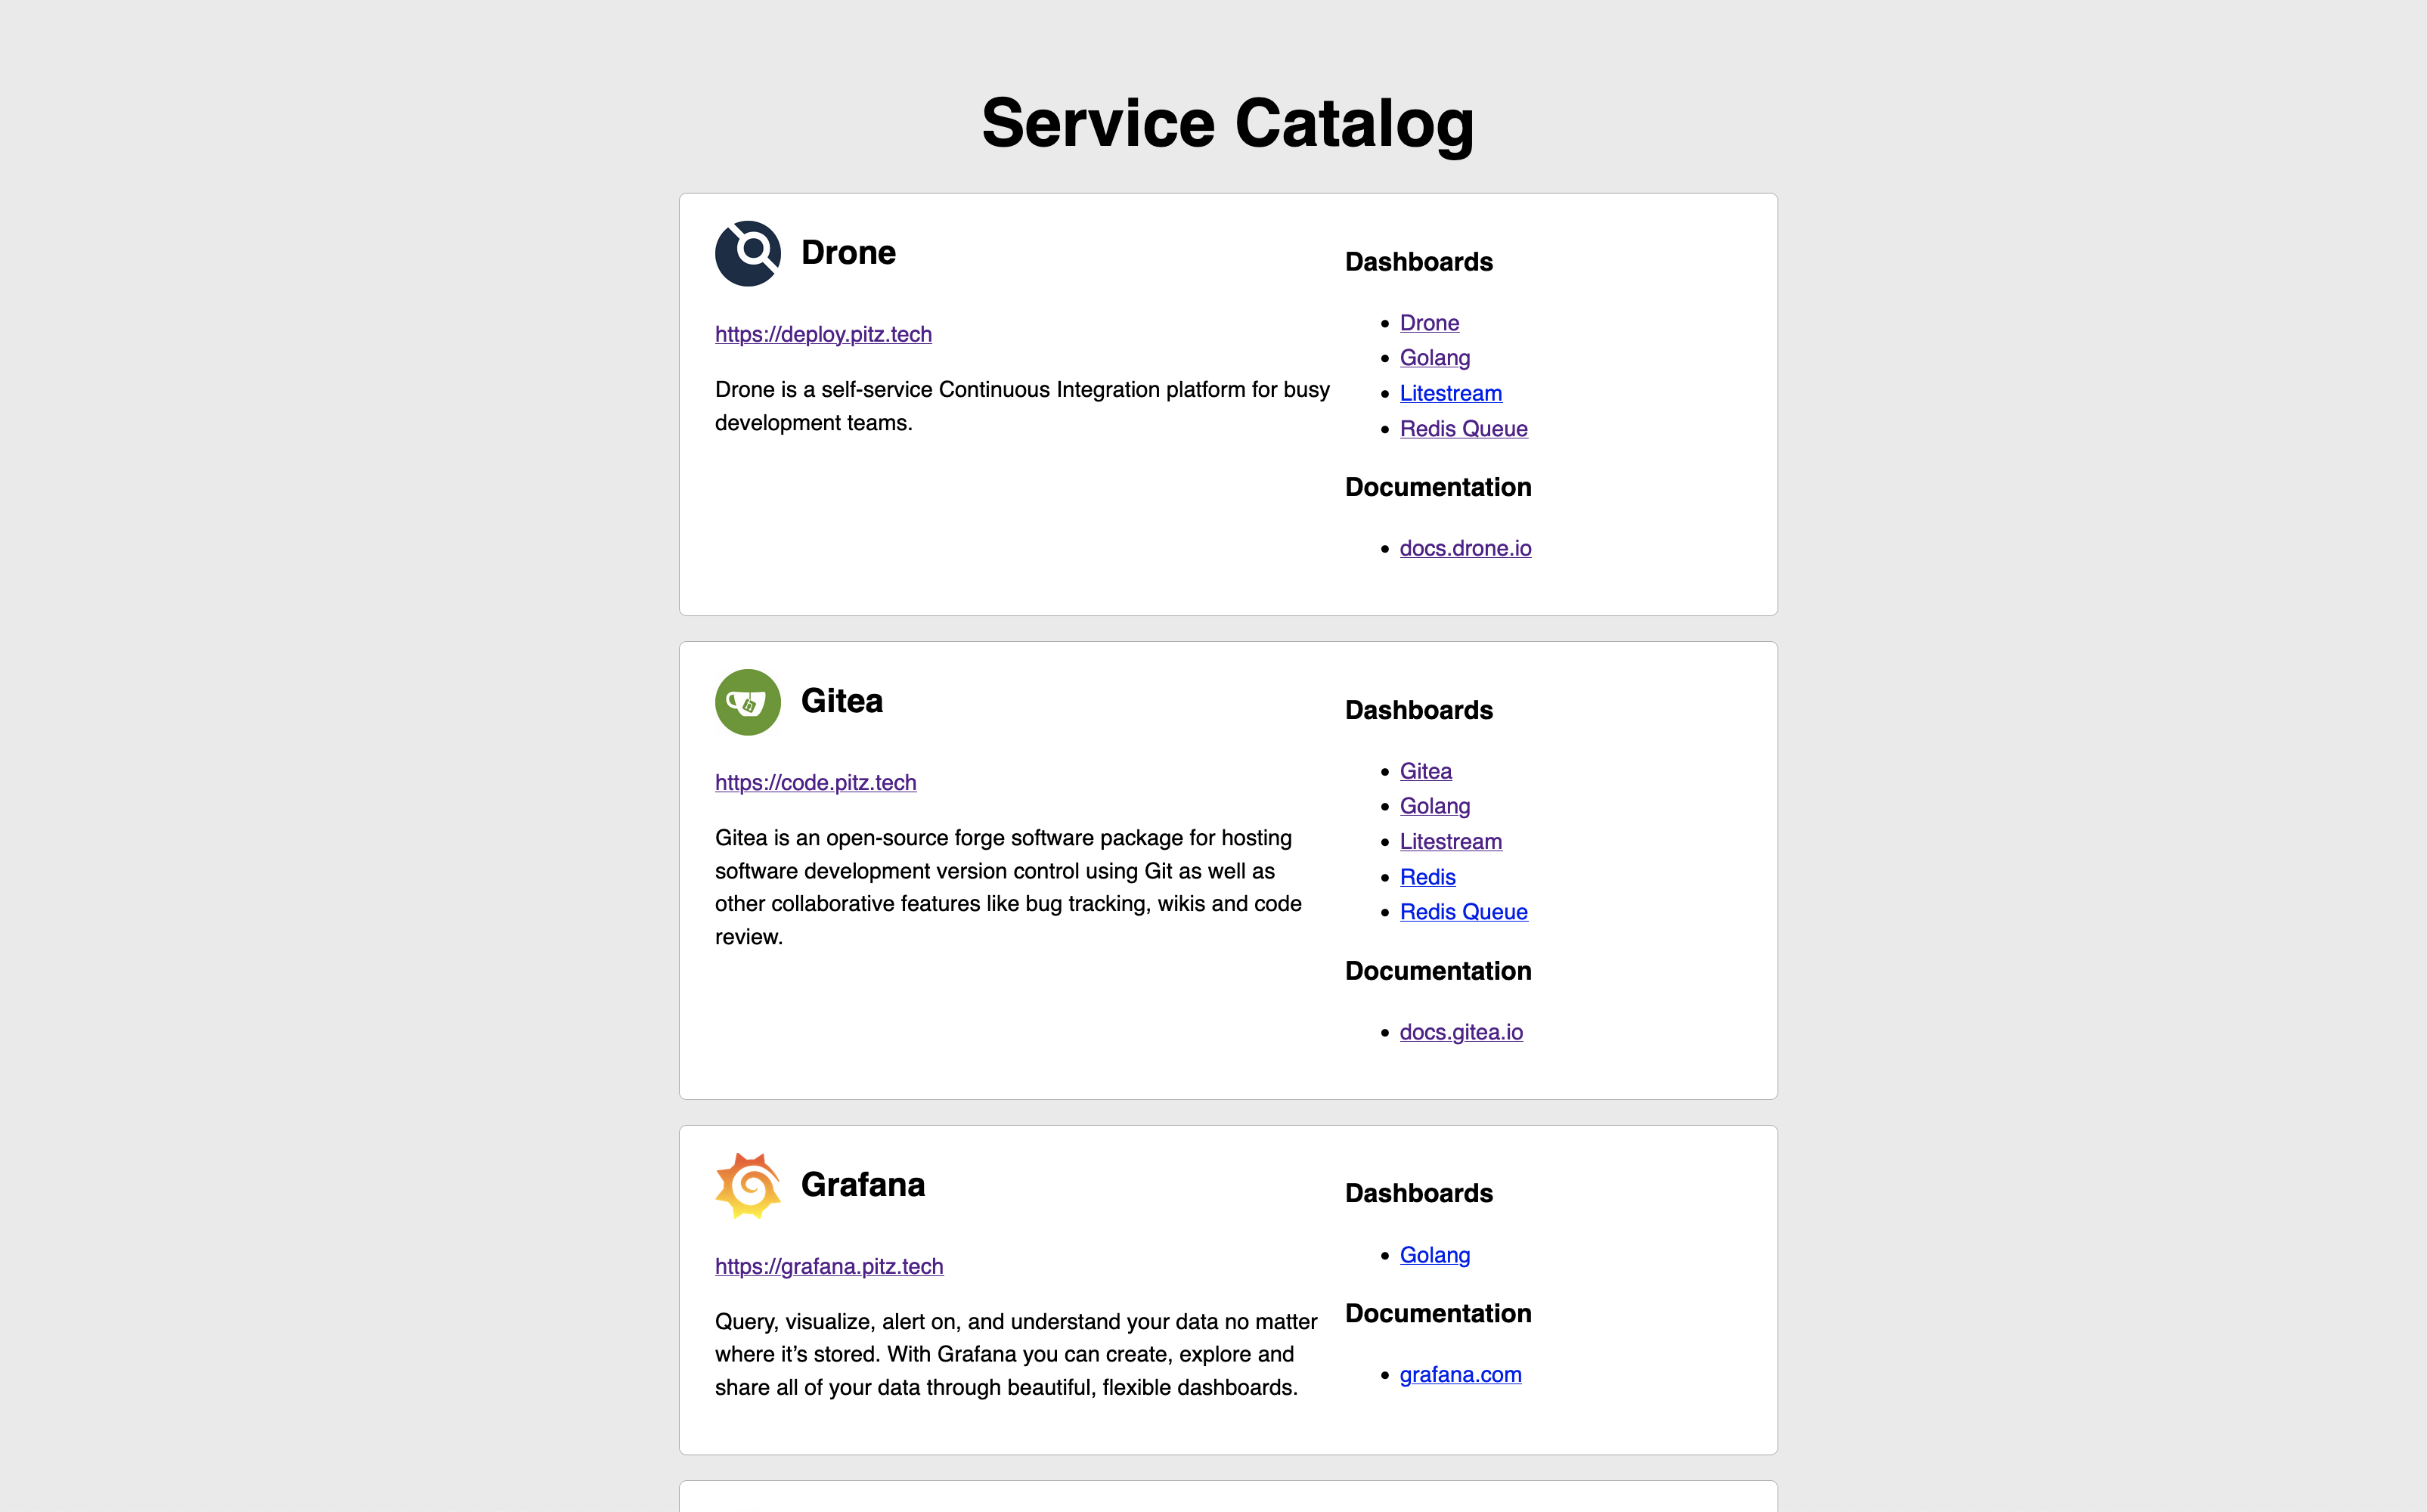 Service Catalog
Drone
https://deploy.pitz.tech
Drone is a self-service Continuous Integration platform for busy
development teams.
Dashboards
Drone
Golang
Litestream
Redis Queue
Documentation
docs.drone.io
Gitea
https://code.pitz.tech
Gitea is an open-source forge software package for hosting
software development version control using Git as well as
other collaborative features like bug tracking, wikis and code
review.
Dashboards
Gitea
Golang
Litestream
Redis
Redis Queue
Documentation
docs.gitea.io
Grafana
https://grafana.pitz.tech
Query, visualize, alert on, and understand your data no matter
where it’s stored. With Grafana you can create, explore and
share all of your data through beautiful, flexible dashboards.
Dashboards
Golang
Documentation
grafana.com